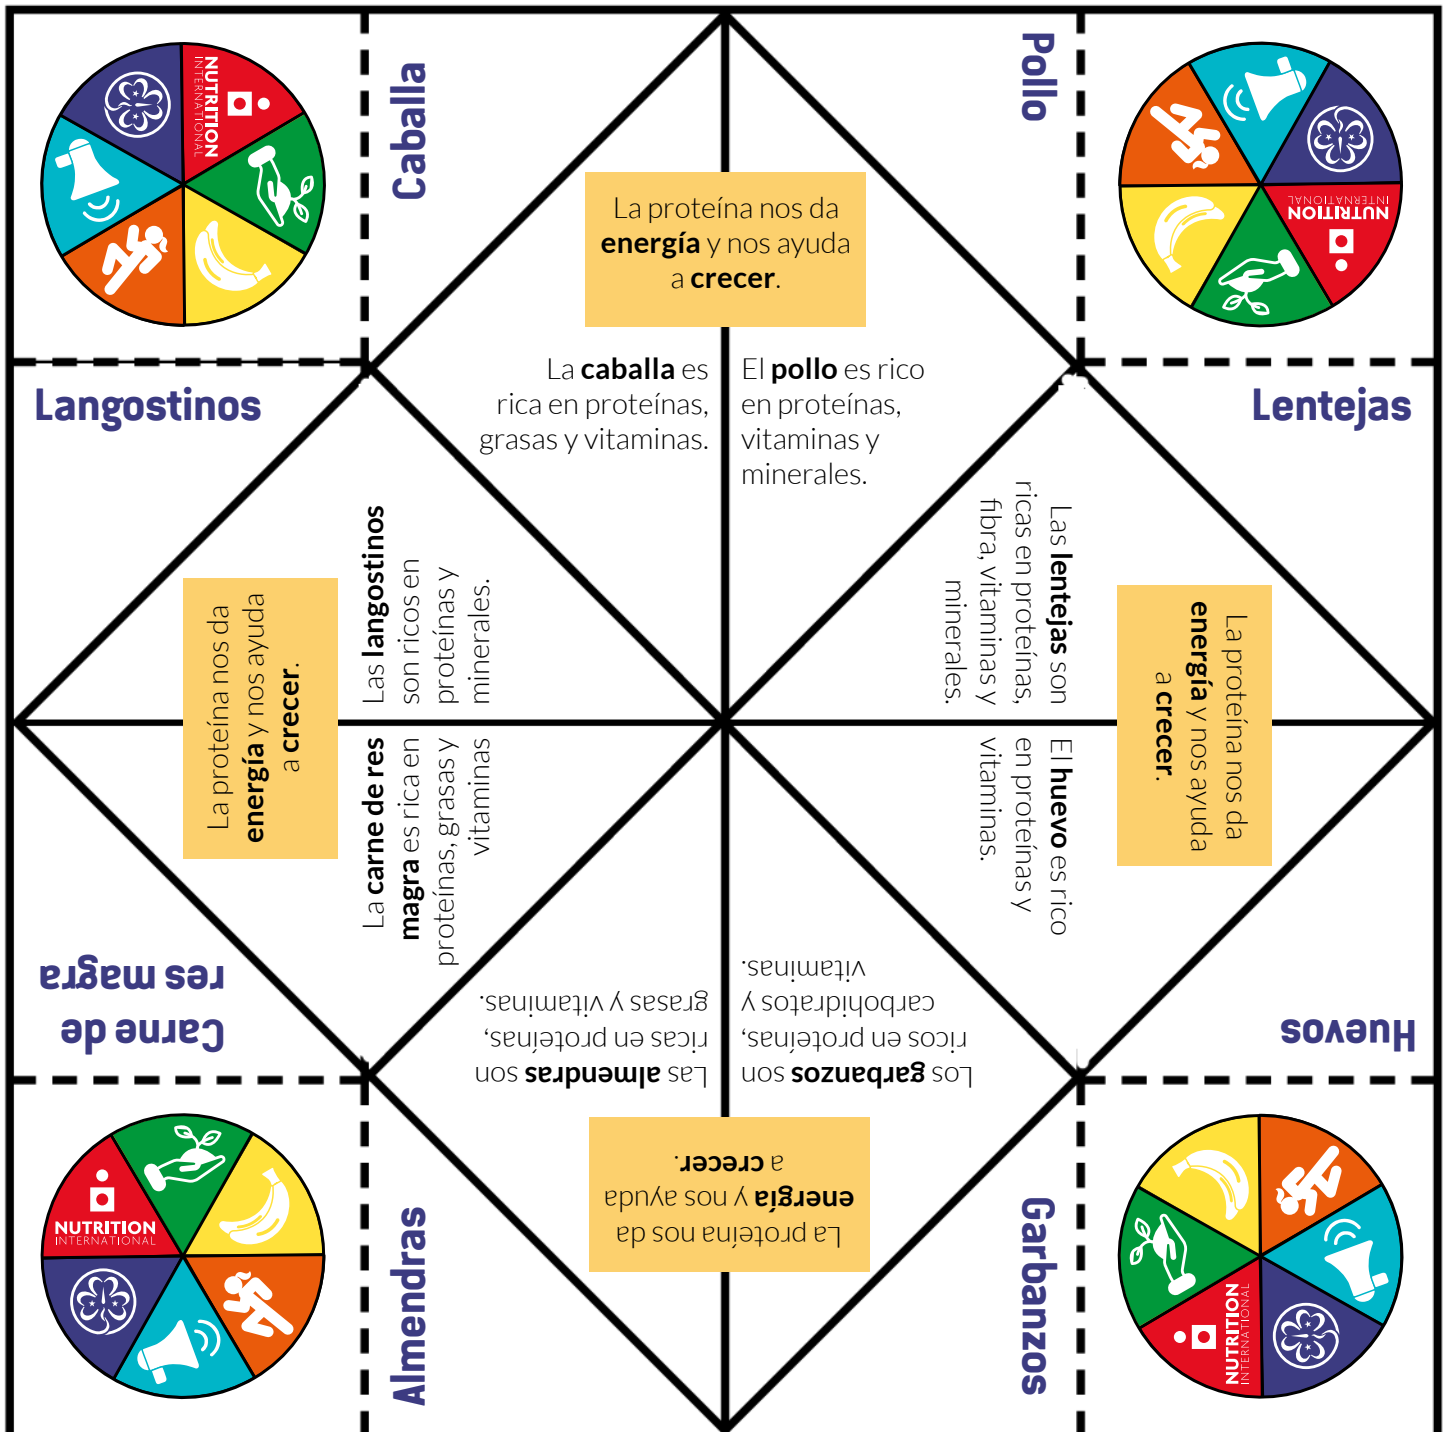 NUTRITION
INTERNATIONAL
Caballa
Pollo
NUTRITION
INTERNATIONAL
La proteína nos da
energía y nos ayuda
a crecer.
Langostinos
Lentejas
La caballa es
rica en proteínas,
grasas y vitaminas.
El pollo es rico
en proteínas,
vitaminas y
minerales.
Las langostinos
son ricos en
proteínas y
minerales.
Las lentejas son
ricas en proteínas,
fibra, vitaminas y
minerales.
La proteína nos da
energía y nos ayuda
a crecer.
La proteína nos da
energía y nos ayuda
a crecer.
La carne de res
magra es rica en
proteínas, grasas y
vitaminas
El huevo es rico
en proteínas y
vitaminas.
Carne de
res magra
Las almendras son
ricas en proteínas,
grasas y vitaminas.
Los garbanzos son
ricos en proteínas,
carbohidratos y
vitaminas.
Huevos
La proteína nos da
energía y nos ayuda
a crecer.
NUTRITION
INTERNATIONAL
Almendras
Garbanzos
NUTRITION
INTERNATIONAL